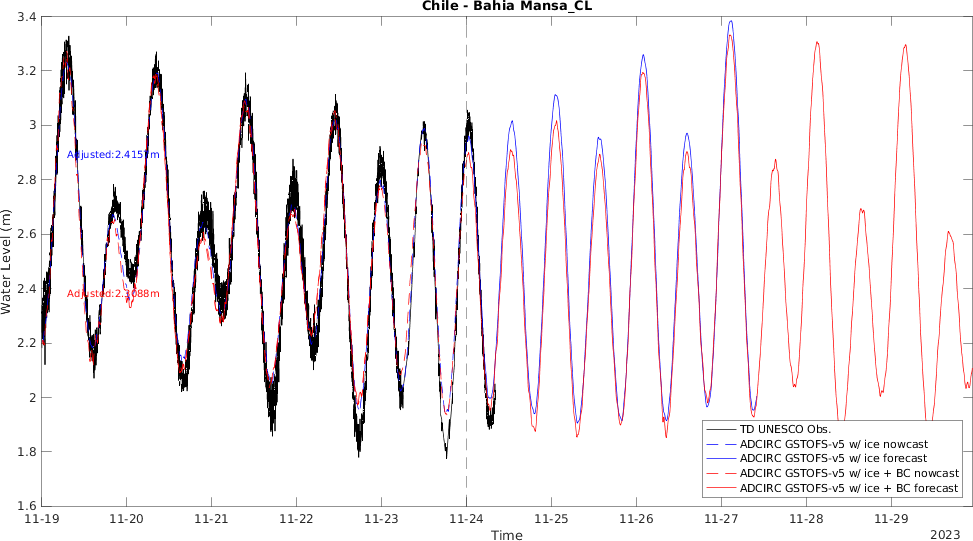 Chile - Bahia Mansa_CL
3.4
3.2
3
2.8
2.6
2.4
2.2
2
1.8
1.6
Water Level (m)
Adjusted:2.4157m
Adjusted:2.3088m
TD UNESCO Obs.
ADCIRC GSTOFS-v5 w/ ice nowcast
ADCIRC GSTOFS-v5 w/ ice forecast
ADCIRC GSTOFS-v5 w/ ice + BC nowcast
ADCIRC GSTOFS-v5 w/ ice + BC forecast
11-19 11-20 11-21 11-22 11-23 11-24 11-25 11-26 11-27 11-28 11-29
Time
2023